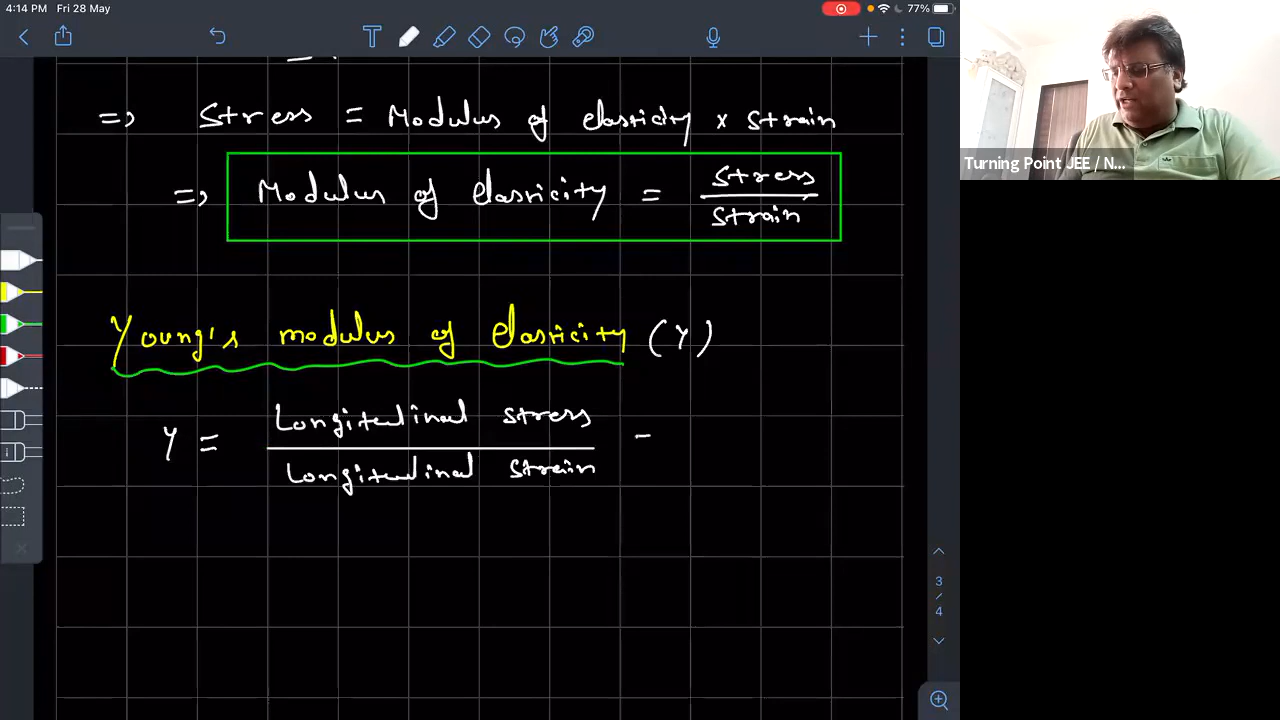 4:14 PM Fri 28 May 77%
⇒ Stress = Modulus of elasticity × strain
⇒ Modulus of elasticity = Stress / Strain
Young's modulus of elasticity (Y)
Y = Longitudinal stress / Longitudinal strain =
Turning Point JEE / N...
3 / 4